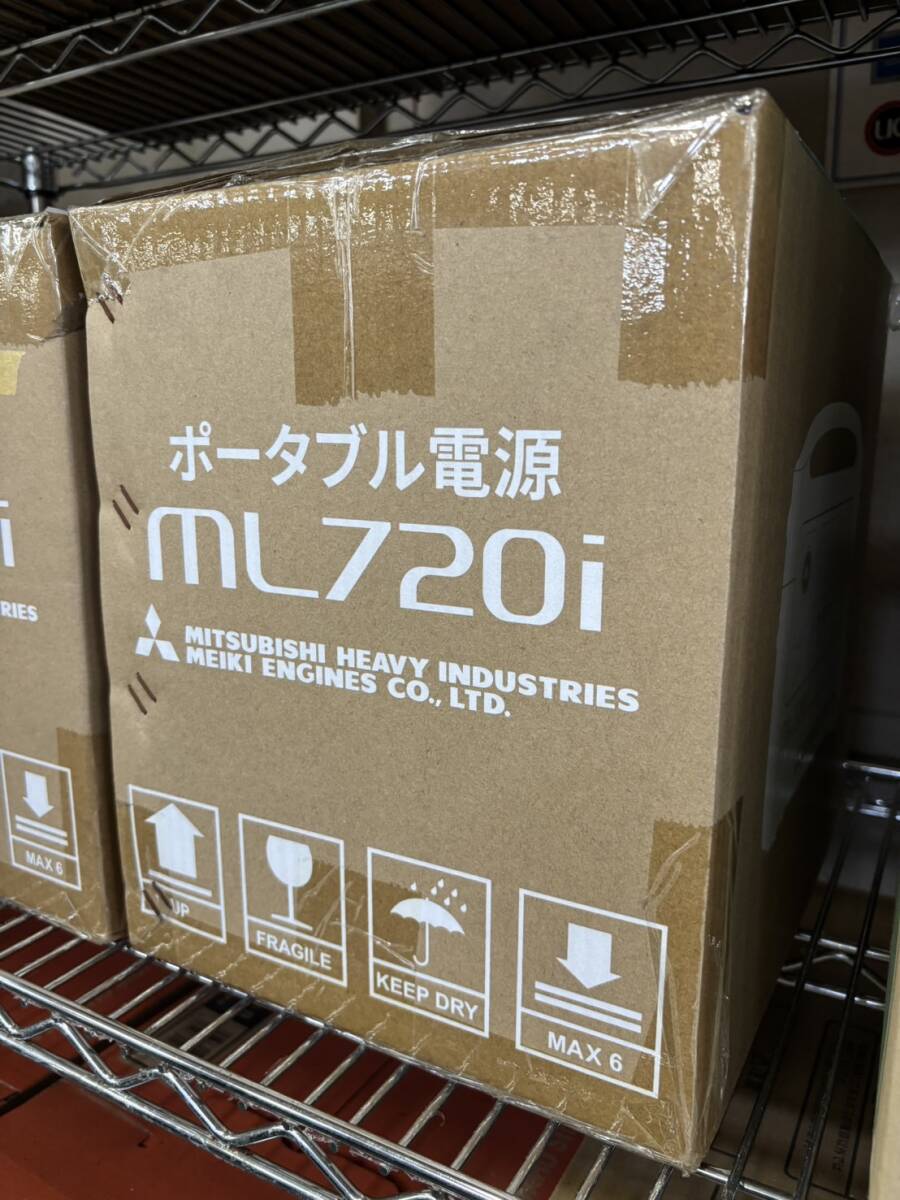 ポータブル電源
ML720i
MITSUBISHI HEAVY INDUSTRIES
MEIKI ENGINES CO., LTD.
UP
FRAGILE
KEEP DRY
MAX 6
i
RIES
MAX 6